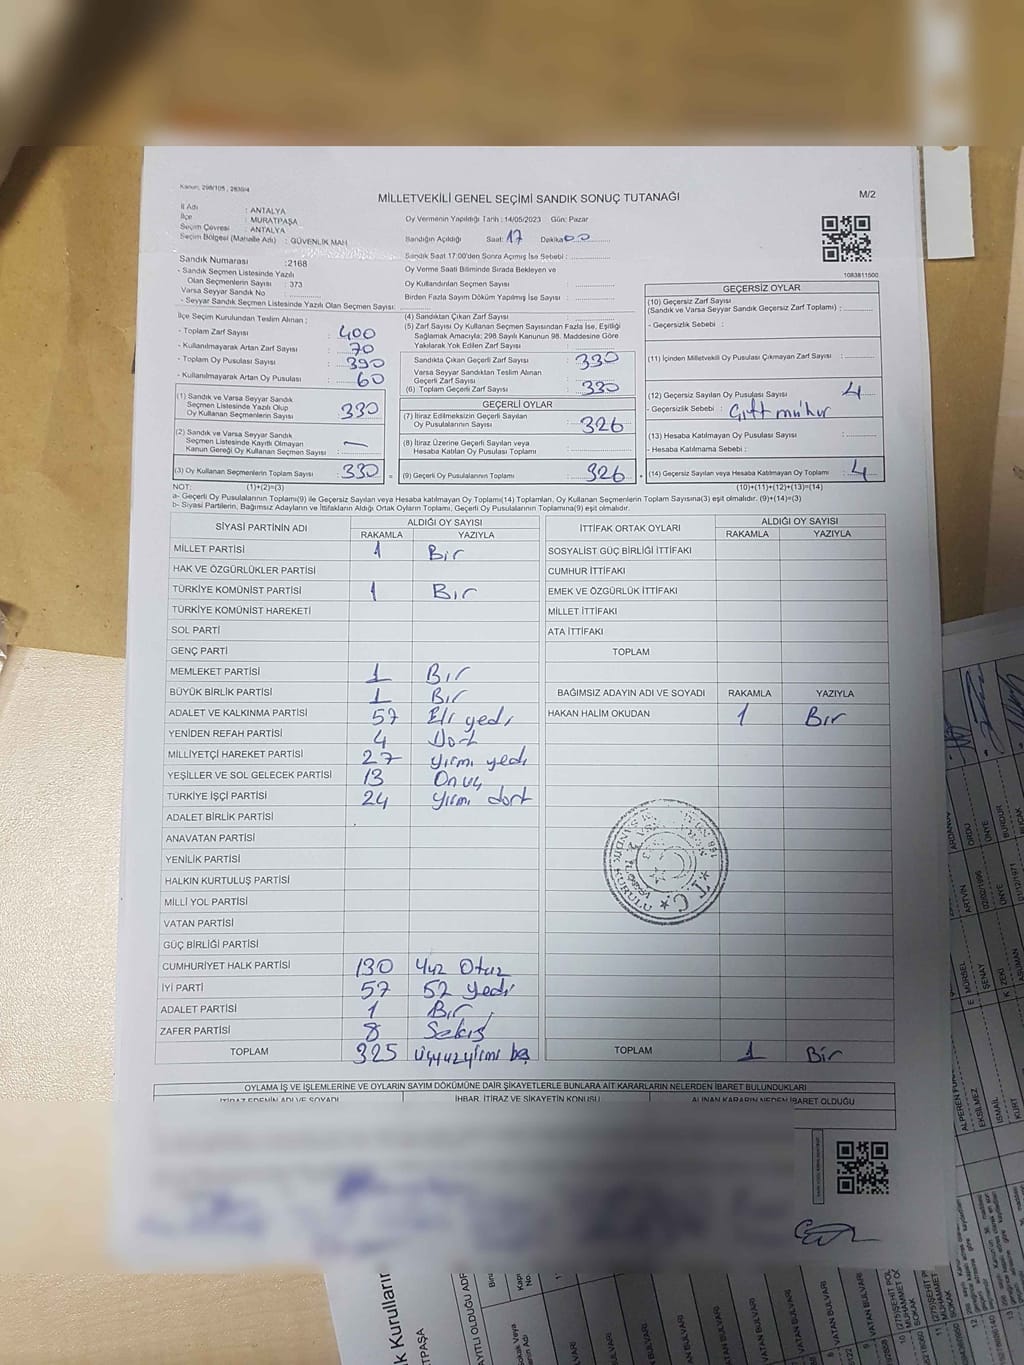 Kanun; 298/105 , 2839/4
MİLLETVEKİLİ GENEL SEÇİMİ SANDIK SONUÇ TUTANAĞI
M/2
İl Adı : ANTALYA
İlçe : MURATPAŞA
Seçim Çevresi : ANTALYA
Seçim Bölgesi (Mahalle Adı) : GÜVENLİK MAH
Oy Vermenin Yapıldığı Tarih : 14/05/2023 Gün: Pazar
Sandığın Açıldığı Saat: 17 Dakika 00
Sandık Saat 17:00'den Sonra Açılmış İse Sebebi :
Oy Verme Saati Bitiminde Sırada Bekleyen ve
Oy Kullandırılan Seçmen Sayısı :
Birden Fazla Sayım Döküm Yapılmış İse Sayısı :
1083811500
Sandık Numarası :2168
- Sandık Seçmen Listesinde Yazılı
Olan Seçmenlerin Sayısı : 373
Varsa Seyyar Sandık No :
- Seyyar Sandık Seçmen Listesinde Yazılı Olan Seçmen Sayısı:
İlçe Seçim Kurulundan Teslim Alınan ;
- Toplam Zarf Sayısı : 400
- Kullanılmayarak Artan Zarf Sayısı : 70
- Toplam Oy Pusulası Sayısı : 390
- Kullanılmayarak Artan Oy Pusulası : 60
(1) Sandık ve Varsa Seyyar Sandık
Seçmen Listesinde Yazılı Olup
Oy Kullanan Seçmenlerin Sayısı : 330
(2) Sandık ve Varsa Seyyar Sandık
Seçmen Listesinde Kayıtlı Olmayan
Kanun Gereği Oy Kullanan Seçmen Sayısı : —
(3) Oy Kullanan Seçmenlerin Toplam Sayısı : 330
(4) Sandıktan Çıkan Zarf Sayısı :
(5) Zarf Sayısı Oy Kullanan Seçmen Sayısından Fazla İse, Eşitliği
Sağlamak Amacıyla; 298 Sayılı Kanunun 98. Maddesine Göre
Yakılarak Yok Edilen Zarf Sayısı :
Sandıkta Çıkan Geçerli Zarf Sayısı : 330
Varsa Seyyar Sandıktan Teslim Alınan
Geçerli Zarf Sayısı :
(6) Toplam Geçerli Zarf Sayısı : 330
GEÇERLİ OYLAR
(7) İtiraz Edilmeksizin Geçerli Sayılan
Oy Pusulalarının Sayısı : 326
(8) İtiraz Üzerine Geçerli Sayılan veya
Hesaba Katılan Oy Pusulası Toplamı :
(9) Geçerli Oy Pusulalarının Toplamı : 326
GEÇERSİZ OYLAR
(10) Geçersiz Zarf Sayısı
(Sandık ve Varsa Seyyar Sandık Geçersiz Zarf Toplamı) :
- Geçersizlik Sebebi :
(11) İçinden Milletvekili Oy Pusulası Çıkmayan Zarf Sayısı :
(12) Geçersiz Sayılan Oy Pusulası Sayısı : 4
- Geçersizlik Sebebi : Çift mühür
(13) Hesaba Katılmayan Oy Pusulası Sayısı :
- Hesaba Katılmama Sebebi :
(14) Geçersiz Sayılan veya Hesaba Katılmayan Oy Toplamı : 4
NOT: (1)+(2)=(3) (10)+(11)+(12)+(13)=(14)
a- Geçerli Oy Pusulalarının Toplamı(9) ile Geçersiz Sayılan veya Hesaba katılmayan Oy Toplamı(14) Toplamları, Oy Kullanan Seçmenlerin Toplam Sayısına(3) eşit olmalıdır. (9)+(14)=(3)
b- Siyasi Partilerin, Bağımsız Adayların ve İttifakların Aldığı Ortak Oyların Toplamı, Geçerli Oy Pusulalarının Toplamına(9) eşit olmalıdır.
SİYASİ PARTİNİN ADI ALDIĞI OY SAYISI
RAKAMLA YAZIYLA
MİLLET PARTİSİ 1 Bir
HAK VE ÖZGÜRLÜKLER PARTİSİ
TÜRKİYE KOMÜNİST PARTİSİ 1 Bir
TÜRKİYE KOMÜNİST HAREKETİ
SOL PARTİ
GENÇ PARTİ
MEMLEKET PARTİSİ 1 Bir
BÜYÜK BİRLİK PARTİSİ 1 Bir
ADALET VE KALKINMA PARTİSİ 57 Eli yedi
YENİDEN REFAH PARTİSİ 4 Dört
MİLLİYETÇİ HAREKET PARTİSİ 27 yirmi yedi
YEŞİLLER VE SOL GELECEK PARTİSİ 13 Onüç
TÜRKİYE İŞÇİ PARTİSİ 24 yirmi dört
ADALET BİRLİK PARTİSİ
ANAVATAN PARTİSİ
YENİLİK PARTİSİ
HALKIN KURTULUŞ PARTİSİ
MİLLİ YOL PARTİSİ
VATAN PARTİSİ
GÜÇ BİRLİĞİ PARTİSİ
CUMHURİYET HALK PARTİSİ 130 Yüz Otuz
İYİ PARTİ 57 52 yedi
ADALET PARTİSİ 1 Bir
ZAFER PARTİSİ 8 Sekiz
TOPLAM 325 üçyüzyirmi beş
İTTİFAK ORTAK OYLARI ALDIĞI OY SAYISI
RAKAMLA YAZIYLA
SOSYALİST GÜÇ BİRLİĞİ İTTİFAKI
CUMHUR İTTİFAKI
EMEK VE ÖZGÜRLÜK İTTİFAKI
MİLLET İTTİFAKI
ATA İTTİFAKI
TOPLAM
BAĞIMSIZ ADAYIN ADI VE SOYADI RAKAMLA YAZIYLA
HAKAN HALİM OKUDAN 1 Bir
T.C.
TOPLAM 1 Bir
OYLAMA İŞ VE İŞLEMLERİNE VE OYLARIN SAYIM DÖKÜMÜNE DAİR ŞİKAYETLERLE BUNLARA AİT KARARLARIN NELERDEN İBARET BULUNDUKLARI
İTİRAZ EDENİN ADI VE SOYADI İHBAR, İTİRAZ VE ŞİKAYETİN KONUSU ALINAN KARARIN NEDEN İBARET OLDUĞU